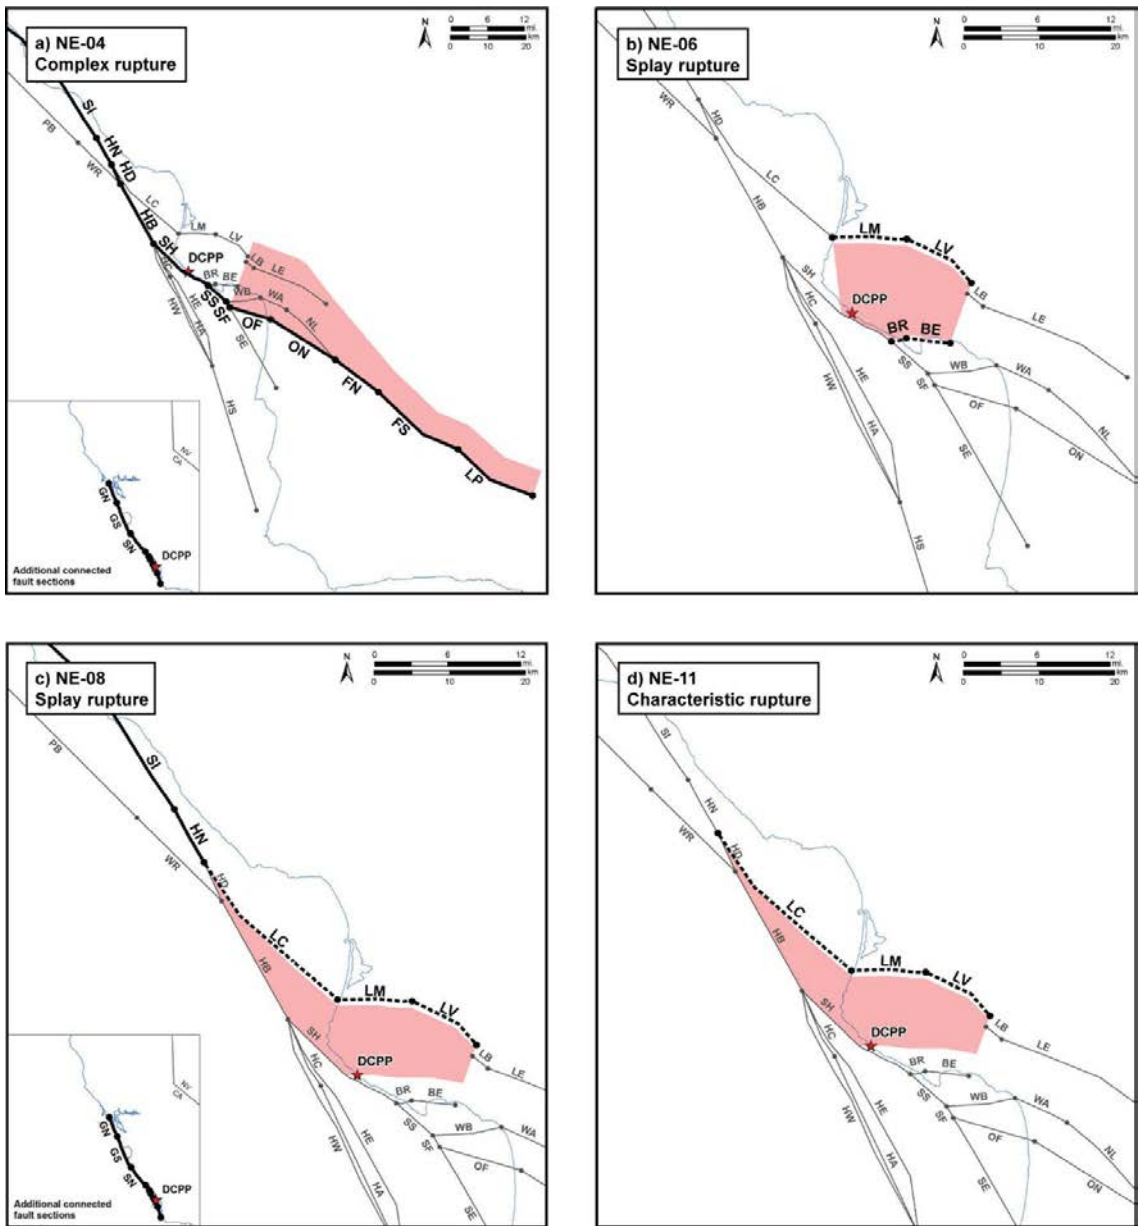 a) NE-04
Complex rupture
N
0 6 12
mi.
km
0 10 20
SI
HN
HD
PB
WR
LC
HB
SH
LM
LV
DCPP
LB
LE
BR
BE
HC
HW
HE
HA
SS
SF
WB
WA
OF
NL
SE
ON
FN
FS
LP
HS
NV
CA
GN
GS
SN
DCPP
Additional connected
fault sections
b) NE-06
Splay rupture
N
0 6 12
mi.
km
0 10 20
WR
HD
LC
HB
LM
LV
SH
DCPP
LB
LE
HC
BR
BE
HW
HE
SS
WB
WA
SF
OF
HA
SE
NL
ON
HS
c) NE-08
Splay rupture
N
0 6 12
mi.
km
0 10 20
PB
SI
HN
WR
HD
LC
HB
LM
LV
SH
DCPP
LB
LE
HC
BR
BE
HW
HE
SS
WB
WA
SF
OF
HA
SE
NV
CA
GN
GS
SN
DCPP
Additional connected
fault sections
d) NE-11
Characteristic rupture
N
0 6 12
mi.
km
0 10 20
SI
HN
WR
HD
LC
HB
LM
LV
SH
DCPP
LB
LE
HC
BR
BE
HW
HE
SS
WB
WA
SF
OF
HA
SE
NL
ON